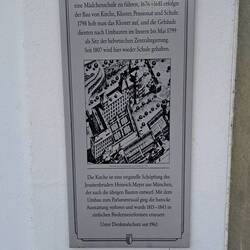 eine Mädchenschule zu führen. 1676–1681 erfolgte
der Bau von Kirche, Kloster, Pensionat und Schule.
1798 hob man das Kloster auf, und die Gebäude
dienten nach Umbauten im Innern bis Mai 1799
als Sitz der helvetischen Zentralregierung.
Seit 1807 wird hier wieder Schule gehalten.
Die Kirche ist eine originelle Schöpfung des
Jesuitenbruders Heinrich Mayer aus München,
der auch die übrigen Bauten entwarf. Mit dem
Umbau zum Parlamentssaal ging die barocke
Ausstattung verloren und wurde 1815–1843 in
einfachen Biedermeierformen erneuert.
Unter Denkmalschutz seit 1961